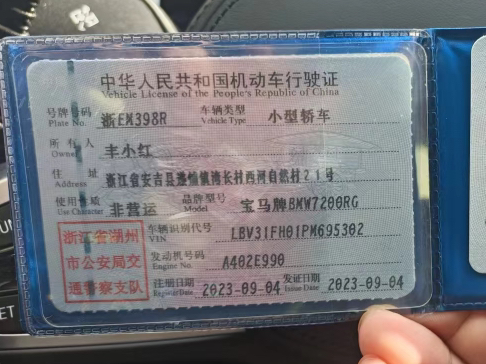 中华人民共和国机动车行驶证
Vehicle License of the People's Republic of China
号牌号码 Plate No. 浙EM398R 车辆类型 Vehicle Type 小型轿车
所有人 Owner 丰小红
住址 Address 浙江省安吉县 镇 长村西河自然村21号
使用性质 Use Character 非营运 品牌型号 Model 宝马牌BMW7200RG
浙江省湖州
市公安局交
通警察支队
车辆识别代号 VIN LBV31FH01PM695302
发动机号码 Engine No. A402E990
注册日期 Register Date 2023-09-04 发证日期 Issue Date 2023-09-04